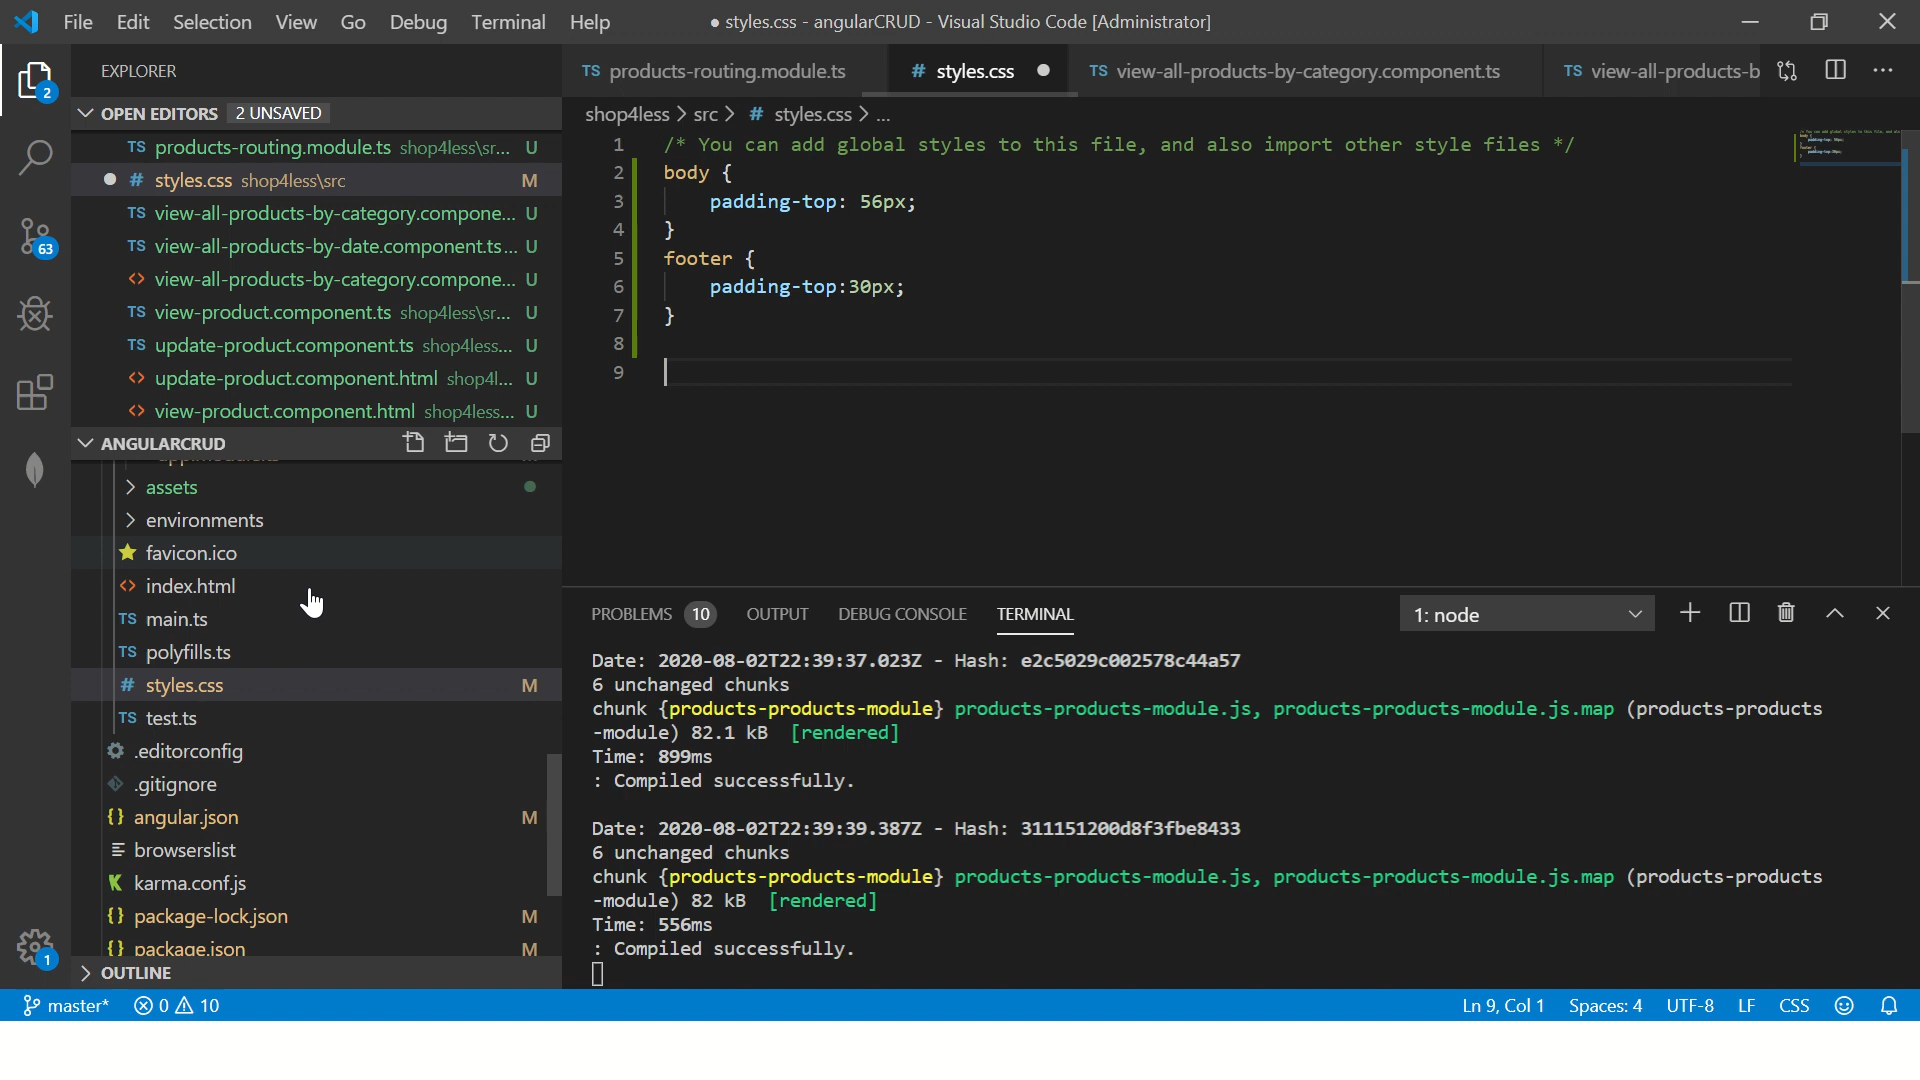 File Edit Selection View Go Debug Terminal Help
● styles.css - angularCRUD - Visual Studio Code [Administrator]
2
63
1
EXPLORER
OPEN EDITORS 2 UNSAVED
TS products-routing.module.ts shop4less\sr... U
# styles.css shop4less\src M
TS view-all-products-by-category.compone... U
TS view-all-products-by-date.component.ts... U
<> view-all-products-by-category.compone... U
TS view-product.component.ts shop4less\sr... U
TS update-product.component.ts shop4less... U
<> update-product.component.html shop4l... U
<> view-product.component.html shop4less... U
ANGULARCRUD
assets
environments
favicon.ico
<> index.html
TS main.ts
TS polyfills.ts
# styles.css M
TS test.ts
.editorconfig
.gitignore
{} angular.json M
browserslist
karma.conf.js
{} package-lock.json M
{} package.json M
OUTLINE
TS products-routing.module.ts
# styles.css
TS view-all-products-by-category.component.ts
TS view-all-products-b
shop4less > src > # styles.css > ...
1 /* You can add global styles to this file, and also import other style files */
2 body {
3 padding-top: 56px;
4 }
5 footer {
6 padding-top:30px;
7 }
8
9
PROBLEMS 10 OUTPUT DEBUG CONSOLE TERMINAL
1: node
Date: 2020-08-02T22:39:37.023Z - Hash: e2c5029c002578c44a57
6 unchanged chunks
chunk {products-products-module} products-products-module.js, products-products-module.js.map (products-products
-module) 82.1 kB [rendered]
Time: 899ms
: Compiled successfully.
Date: 2020-08-02T22:39:39.387Z - Hash: 311151200d8f3fbe8433
6 unchanged chunks
chunk {products-products-module} products-products-module.js, products-products-module.js.map (products-products
-module) 82 kB [rendered]
Time: 556ms
: Compiled successfully.
master* 0 10
Ln 9, Col 1 Spaces: 4 UTF-8 LF CSS